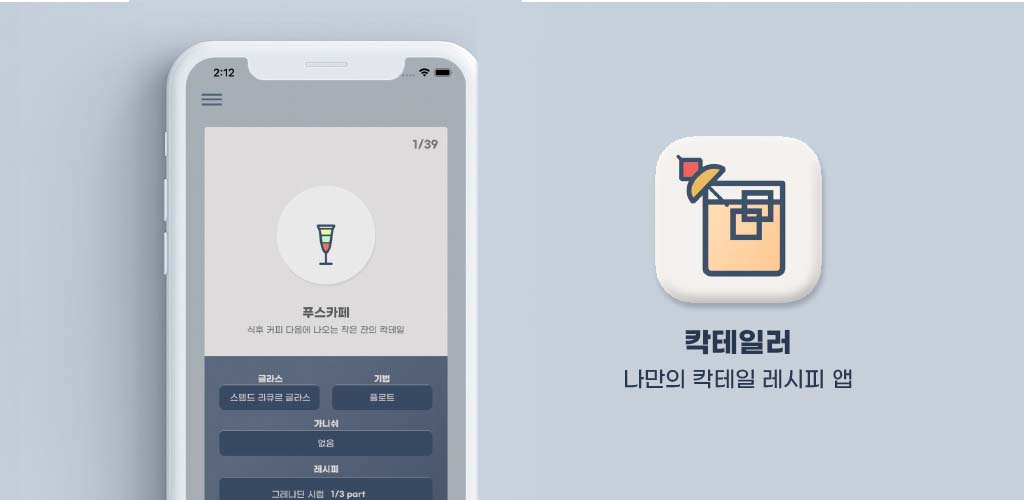 2:12
1/39
푸스카페
식후 커피 다음에 나오는 작은 잔의 칵테일
글라스
기법
스템드 리큐르 글라스
플로트
가니쉬
없음
레시피
그레나딘 시럽 1/3 part
칵테일러
나만의 칵테일 레시피 앱